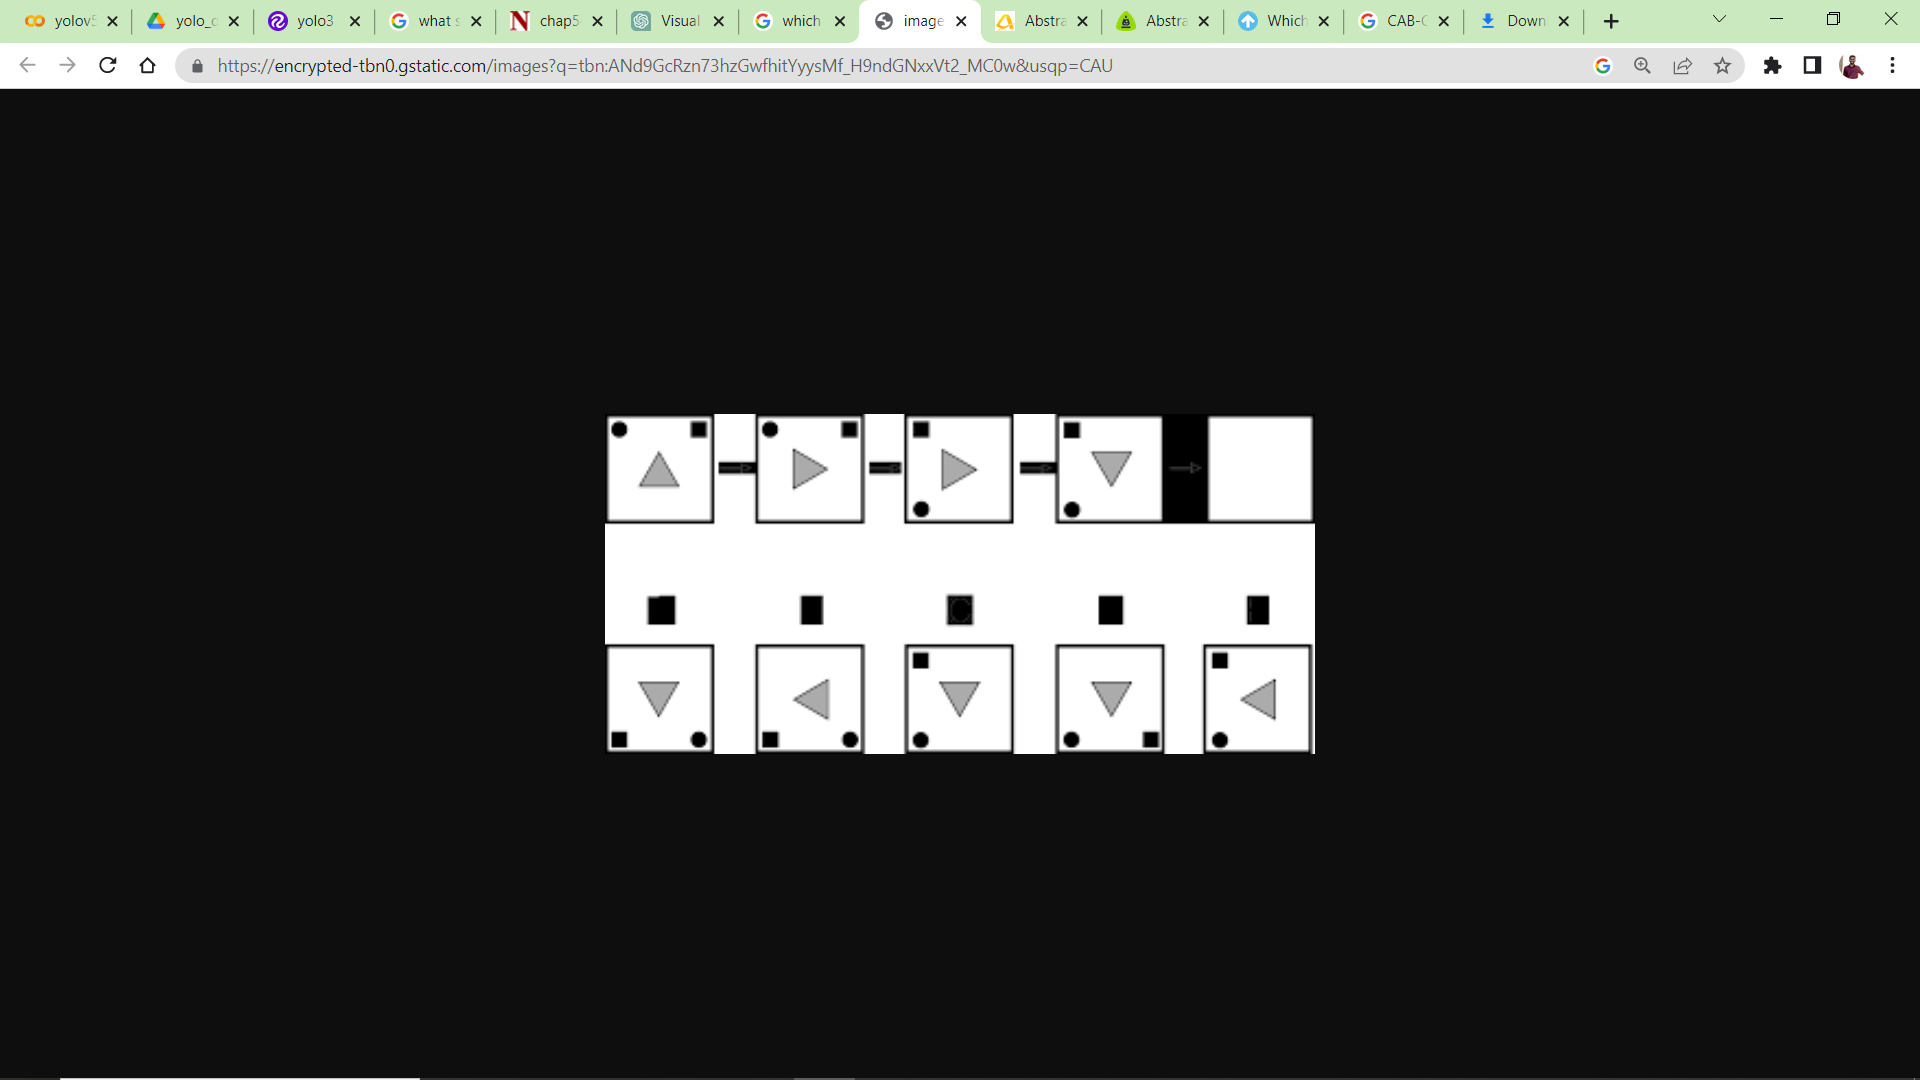 yolov5
yolo_c
yolo3
what s
chap5
Visual
which
image
Abstra
Abstra
Which
CAB-C
Down
https://encrypted-tbn0.gstatic.com/images?q=tbn:ANd9GcRzn73hzGwfhitYyysMf_H9ndGNxxVt2_MC0w&usqp=CAU